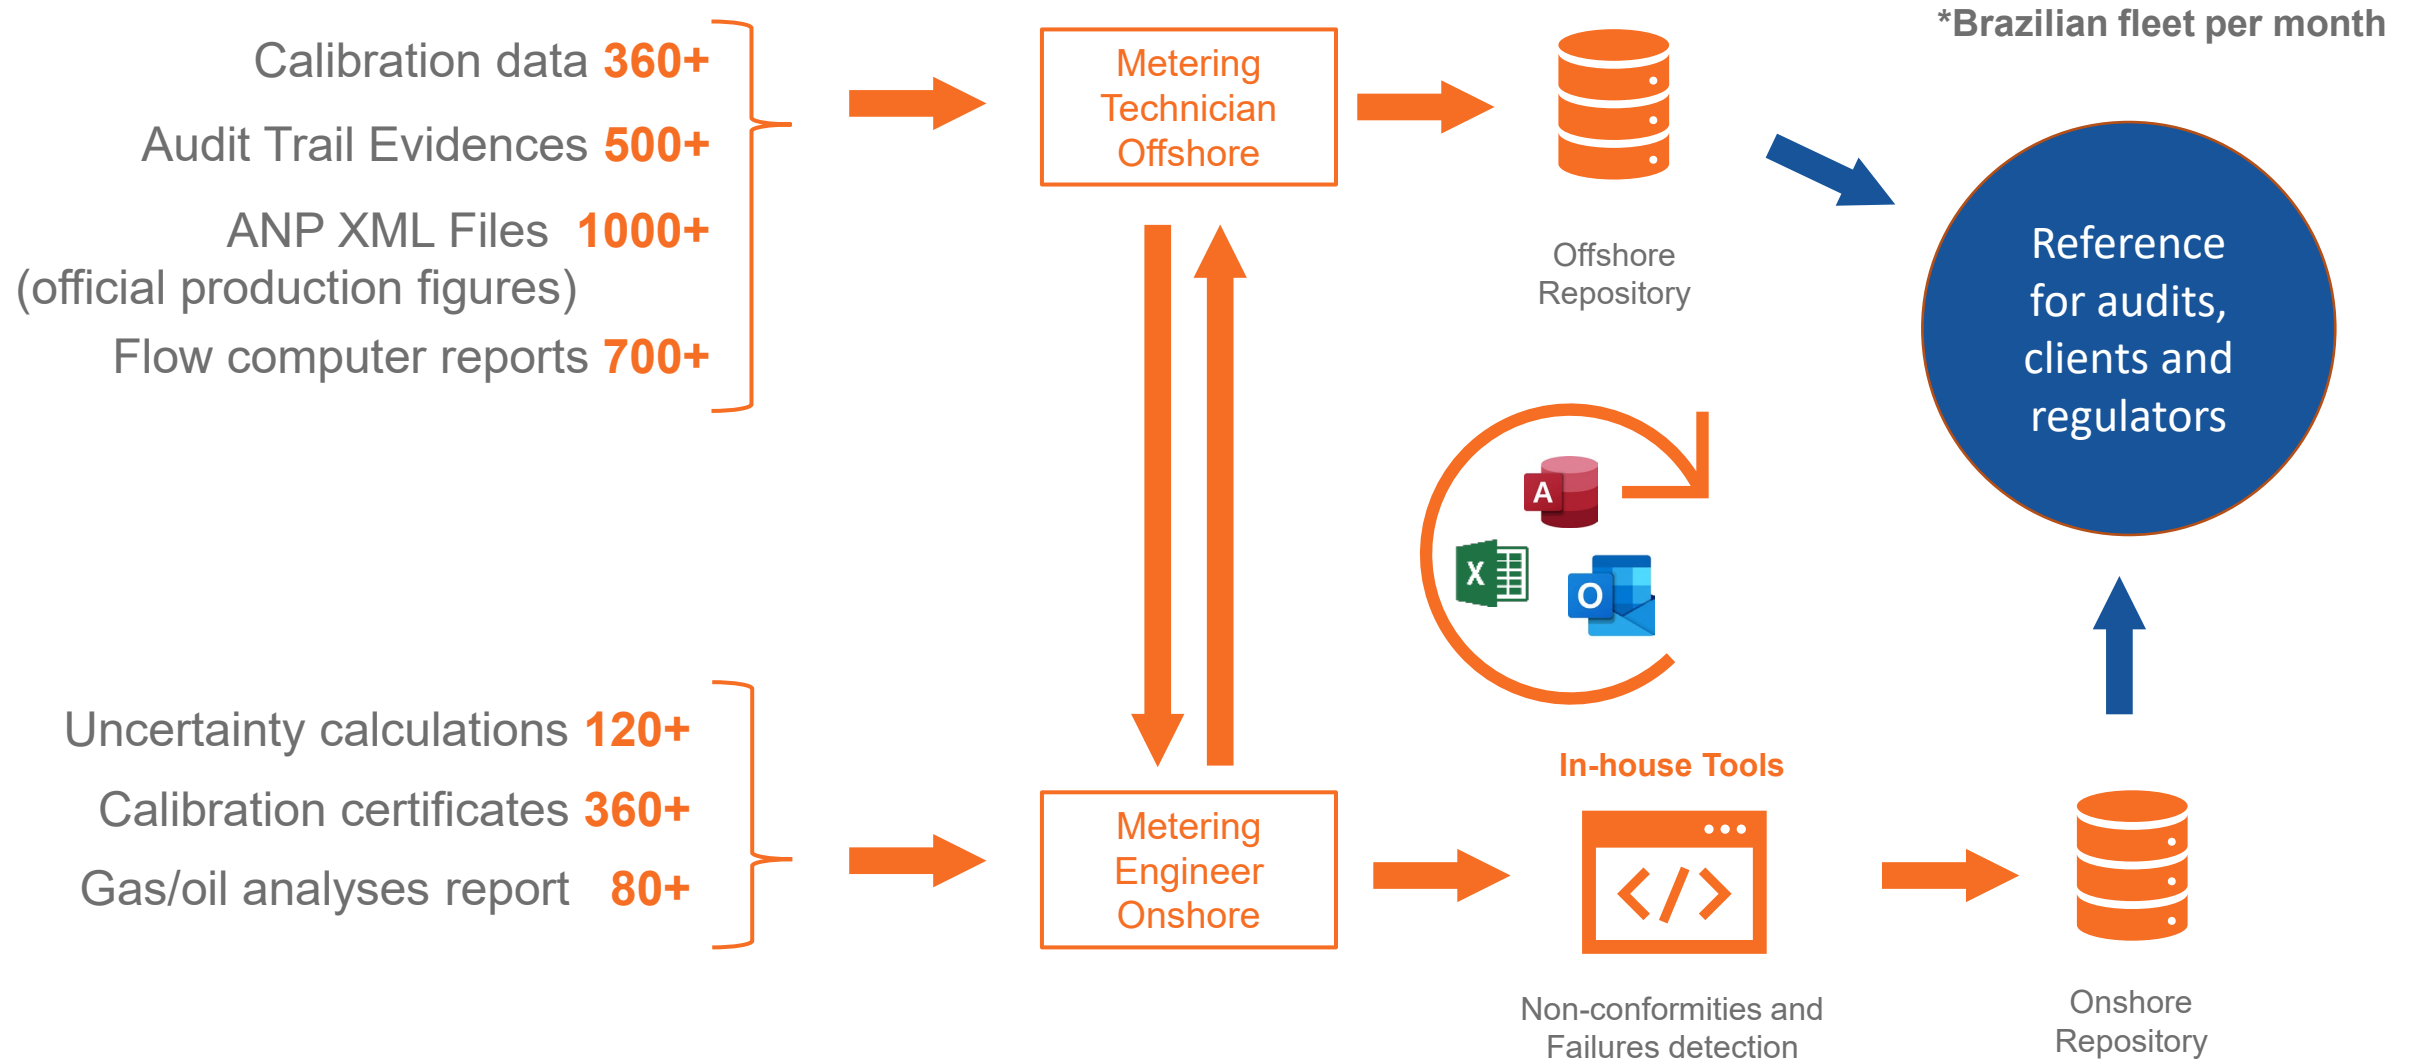 *Brazilian fleet per month
Calibration data 360+
Audit Trail Evidences 500+
ANP XML Files 1000+
(official production figures)
Flow computer reports 700+
Metering
Technician
Offshore
Offshore
Repository
Reference
for audits,
clients and
regulators
A
X
O
Uncertainty calculations 120+
Calibration certificates 360+
Gas/oil analyses report 80+
Metering
Engineer
Onshore
In-house Tools
</>
Non-conformities and
Failures detection
Onshore
Repository